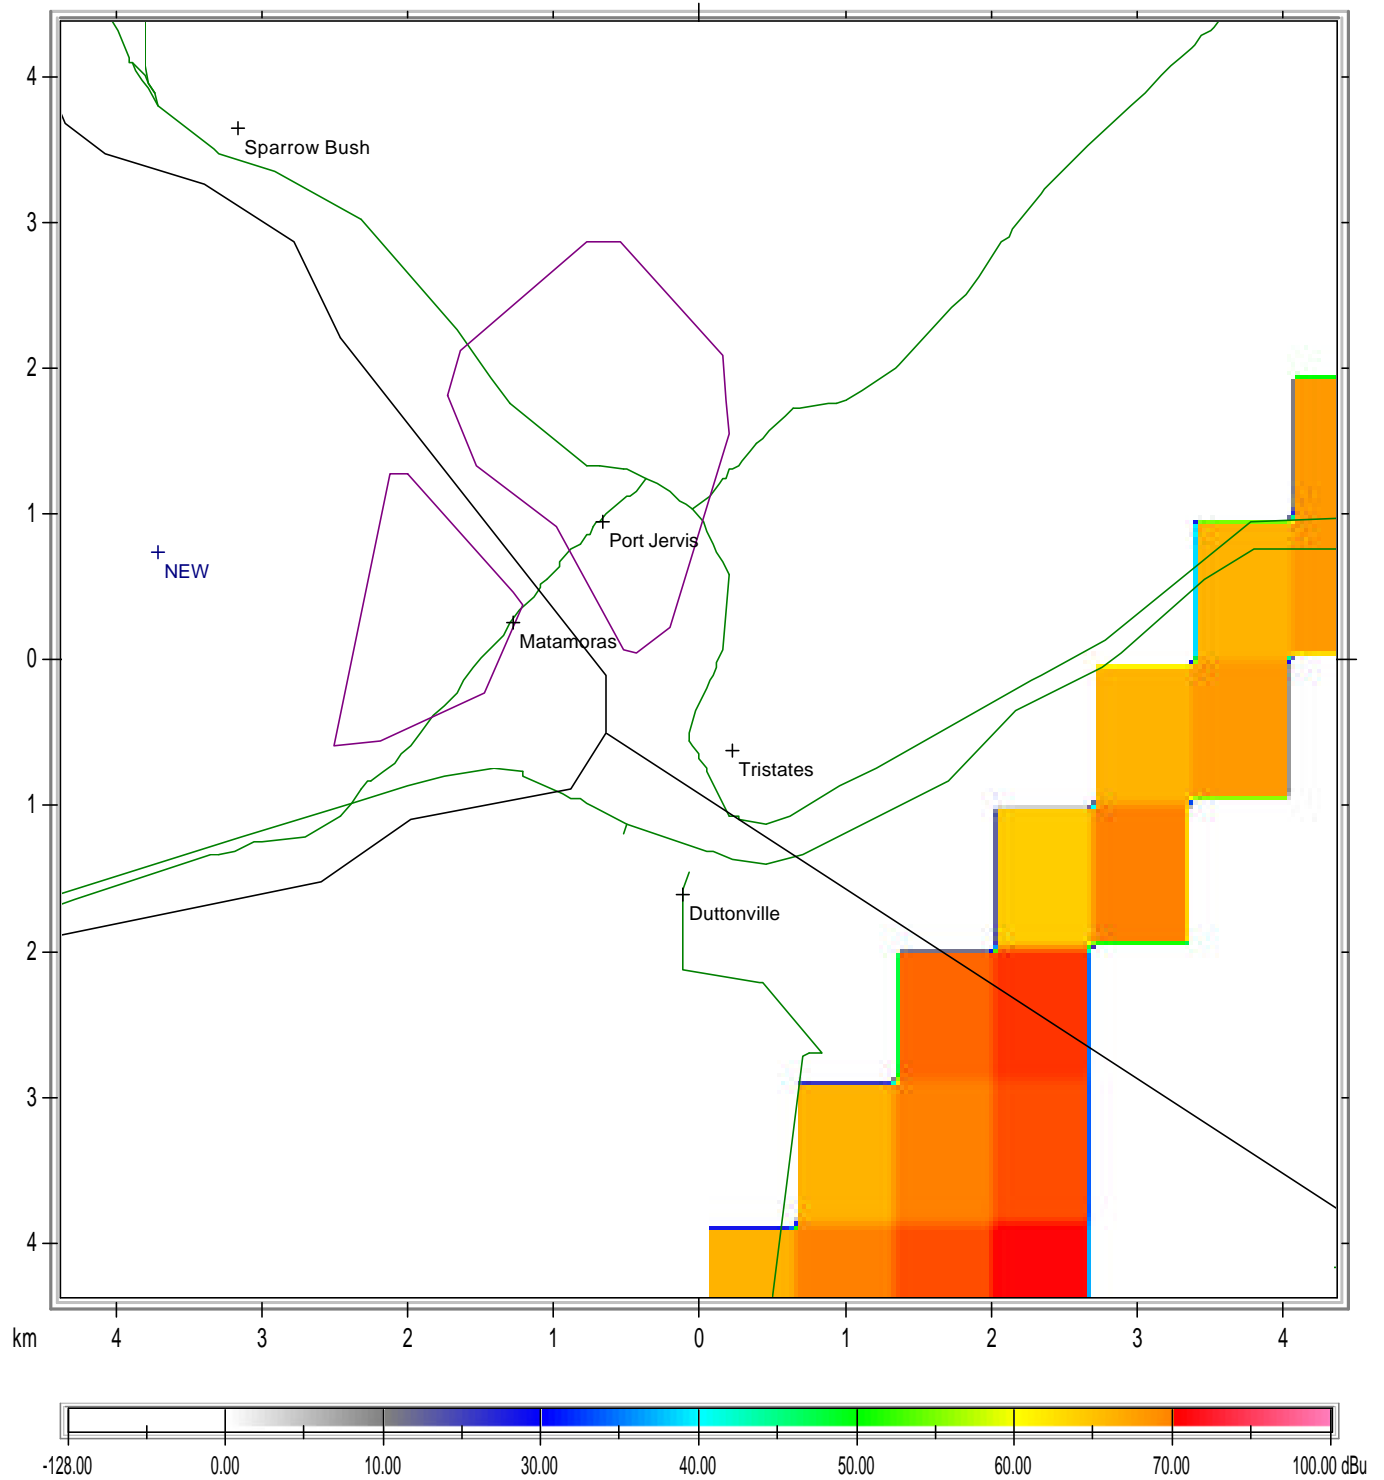 4
Sparrow Bush
3
2
1
Port Jervis
NEW
Matamoras
0
Tristates
1
Duttonville
2
3
4
km 4 3 2 1 0 1 2 3 4
-128.00 0.00 10.00 30.00 40.00 50.00 60.00 70.00 100.00 dBu